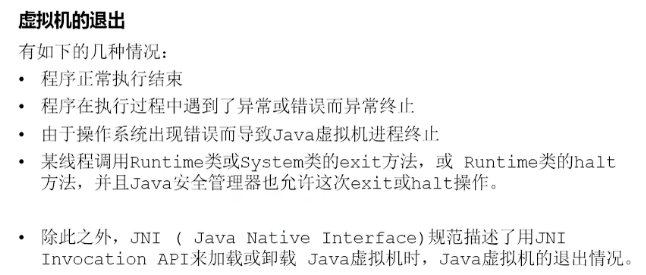 虚拟机的退出
有如下的几种情况：
• 程序正常执行结束
• 程序在执行过程中遇到了异常或错误而异常终止
• 由于操作系统出现错误而导致Java虚拟机进程终止
• 某线程调用Runtime类或System类的exit方法，或 Runtime类的halt
方法，并且Java安全管理器也允许这次exit或halt操作。
• 除此之外，JNI ( Java Native Interface)规范描述了用JNI
Invocation API来加载或卸载 Java虚拟机时，Java虚拟机的退出情况。